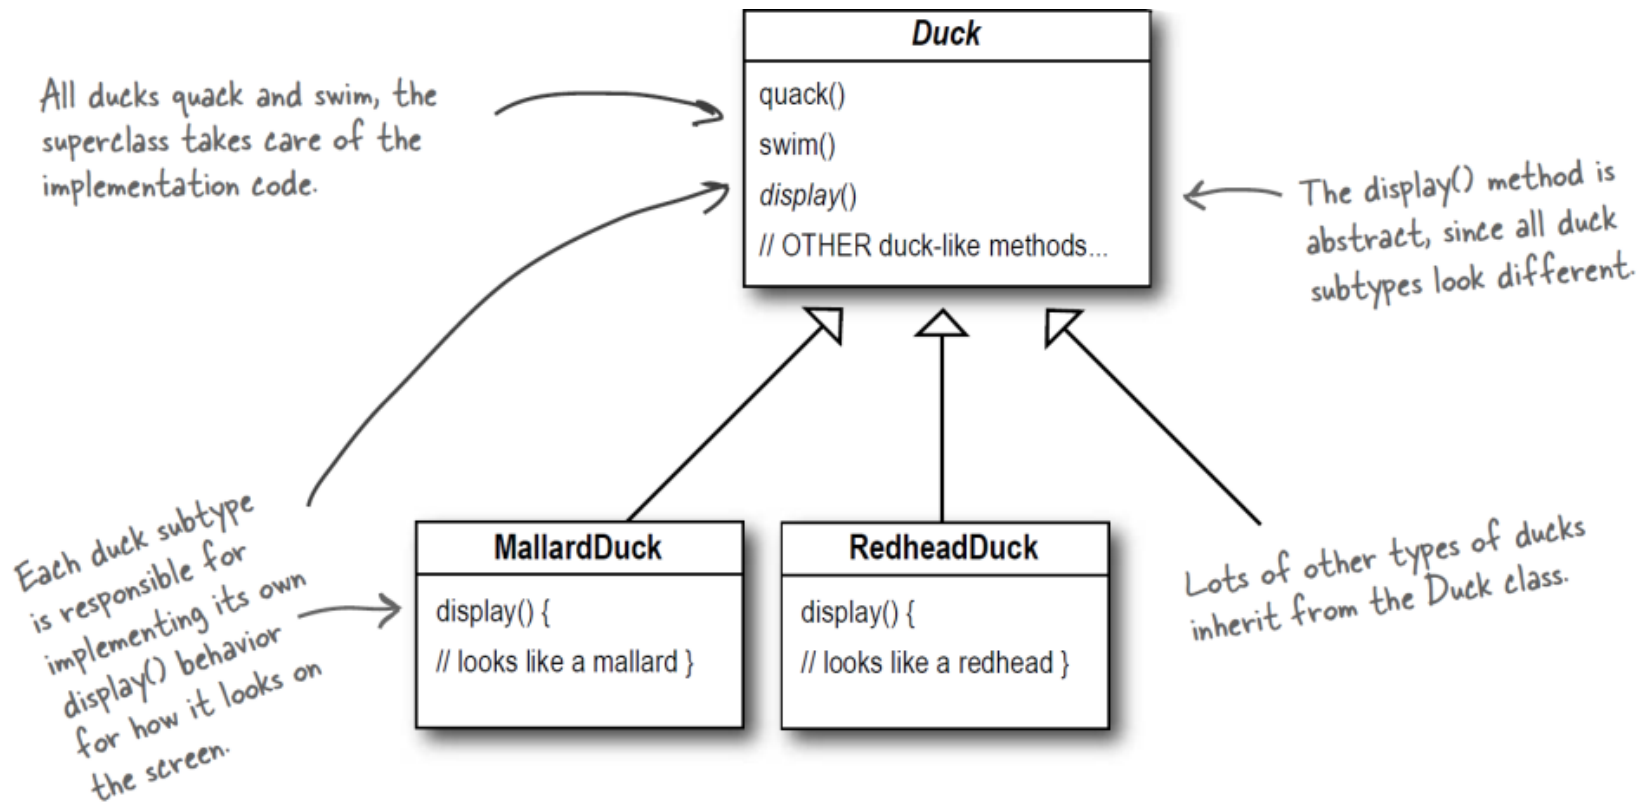 Duck
quack()
swim()
display()
// OTHER duck-like methods...
All ducks quack and swim, the
superclass takes care of the
implementation code.
The display() method is
abstract, since all duck
subtypes look different.
Each duck subtype
is responsible for
implementing its own
display() behavior
for how it looks on
the screen.
MallardDuck
display() {
// looks like a mallard }
RedheadDuck
display() {
// looks like a redhead }
Lots of other types of ducks
inherit from the Duck class.